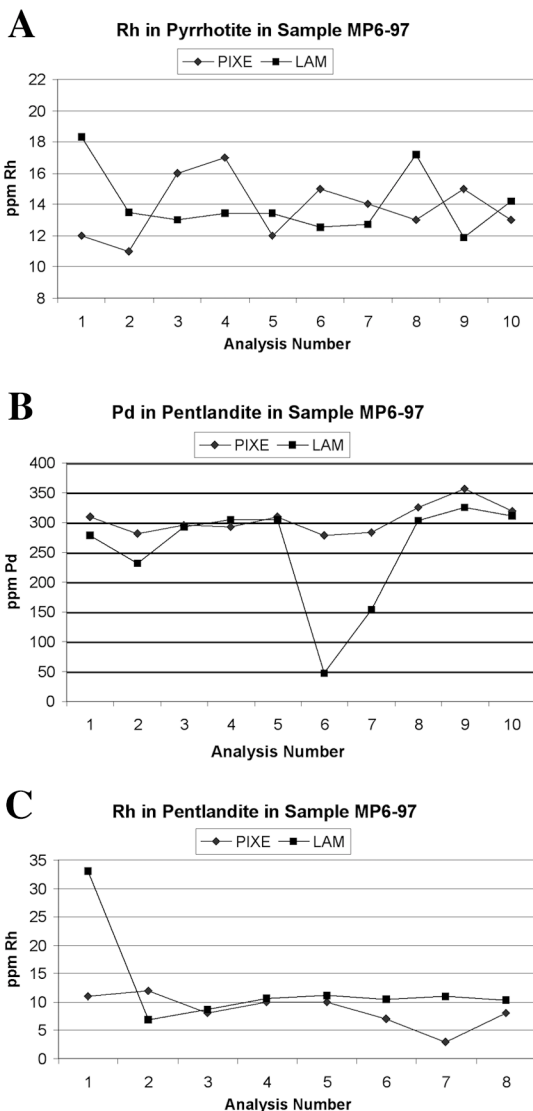 A
Rh in Pyrrhotite in Sample MP6-97
PIXE LAM
22
20
18
16
14
12
10
8
ppm Rh
1 2 3 4 5 6 7 8 9 10
Analysis Number
B
Pd in Pentlandite in Sample MP6-97
PIXE LAM
400
350
300
250
200
150
100
50
0
ppm Pd
1 2 3 4 5 6 7 8 9 10
Analysis Number
C
Rh in Pentlandite in Sample MP6-97
PIXE LAM
35
30
25
20
15
10
5
0
ppm Rh
1 2 3 4 5 6 7 8
Analysis Number